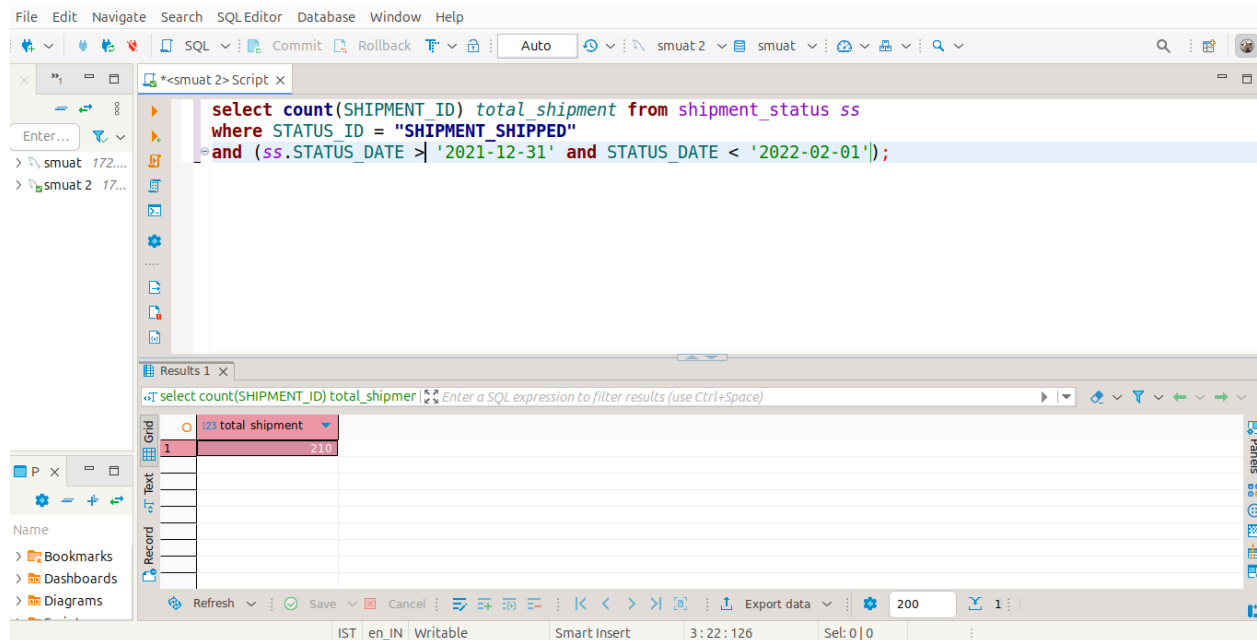 File Edit Navigate Search SQL Editor Database Window Help
SQL Commit Rollback Auto smuat 2 smuat
»1 *<smuat 2> Script
select count(SHIPMENT_ID) total_shipment from shipment_status ss
where STATUS_ID = "SHIPMENT_SHIPPED"
and (ss.STATUS_DATE > '2021-12-31' and STATUS_DATE < '2022-02-01');
Enter...
smuat 172....
smuat 2 17...
Results 1
select count(SHIPMENT_ID) total_shipmer Enter a SQL expression to filter results (use Ctrl+Space)
Grid
Text
Record
123 total shipment
1 210
Panels
P
Name
Bookmarks
Dashboards
Diagrams
Refresh Save Cancel Export data 200 1
IST en_IN Writable Smart Insert 3 : 22 : 126 Sel: 0 | 0